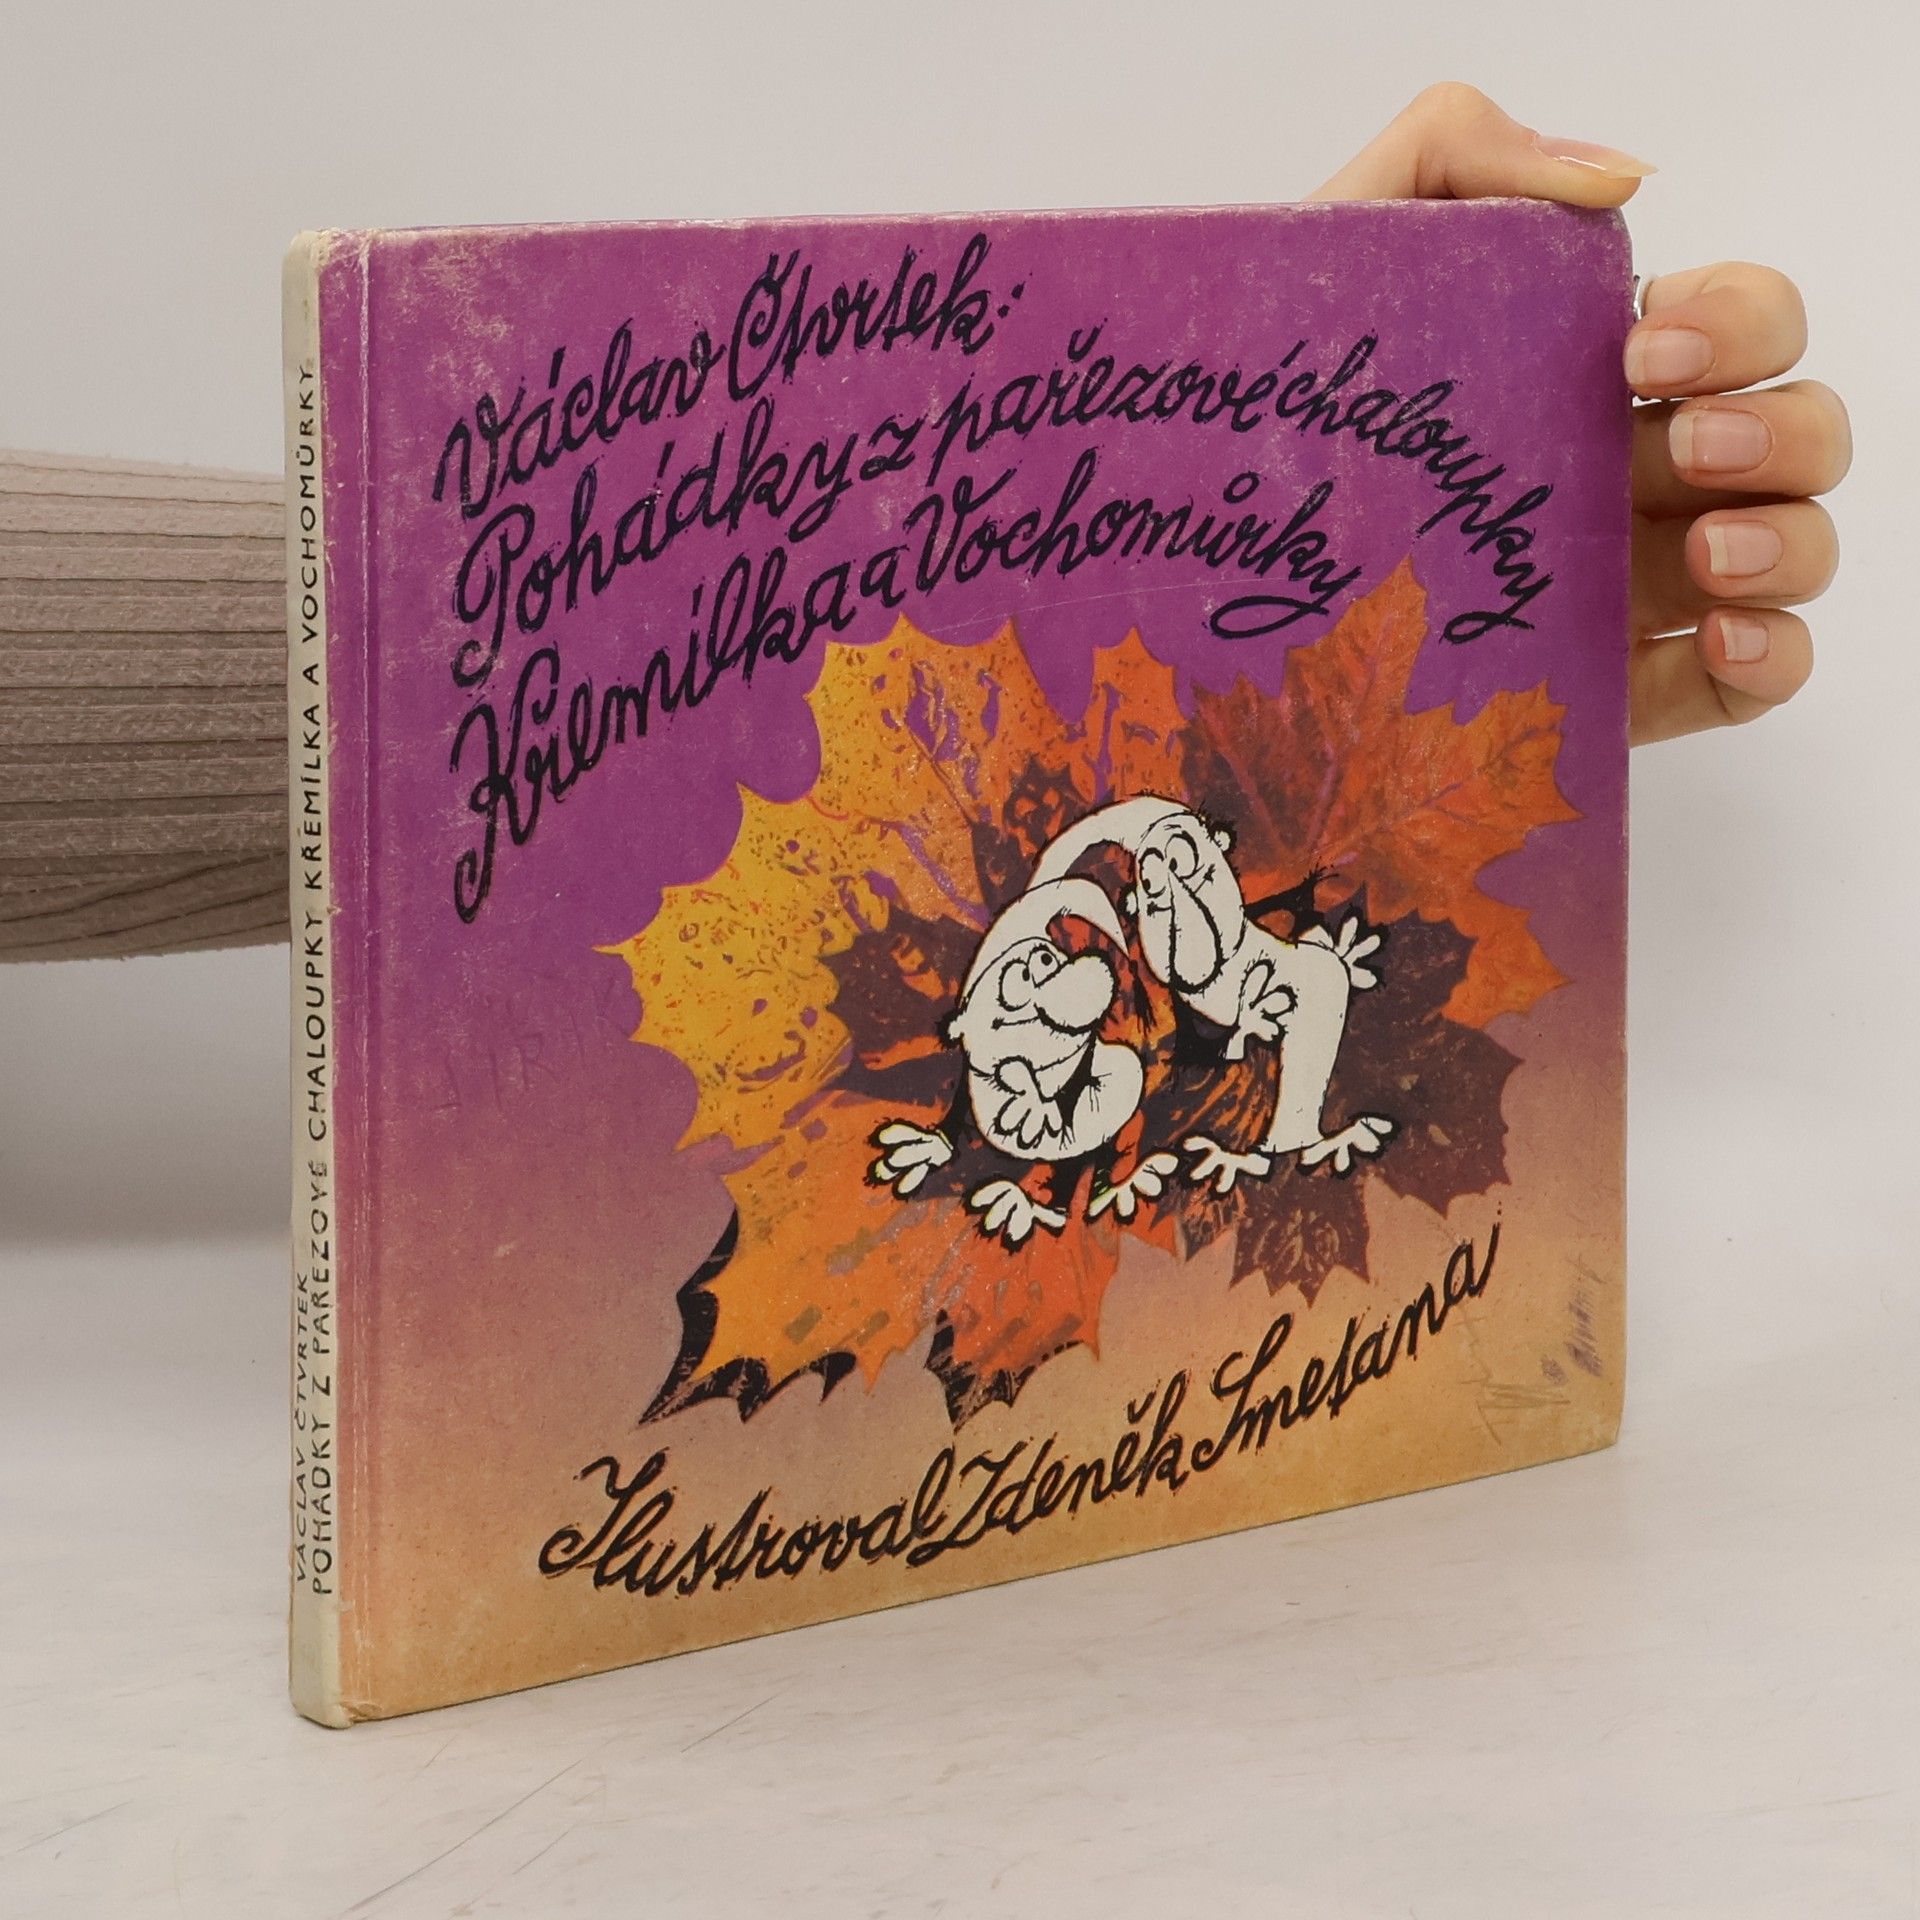 Václav Čtvrtek:
Pohádky z pařezové chaloupky
Křemílka a Vochomůrky
Ilustroval Zdeněk Smetana
VÁCLAV ČTVRTEK
POHÁDKY Z PAŘEZOVÉ CHALOUPKY KŘEMÍLKA A VOCHOMŮRKY